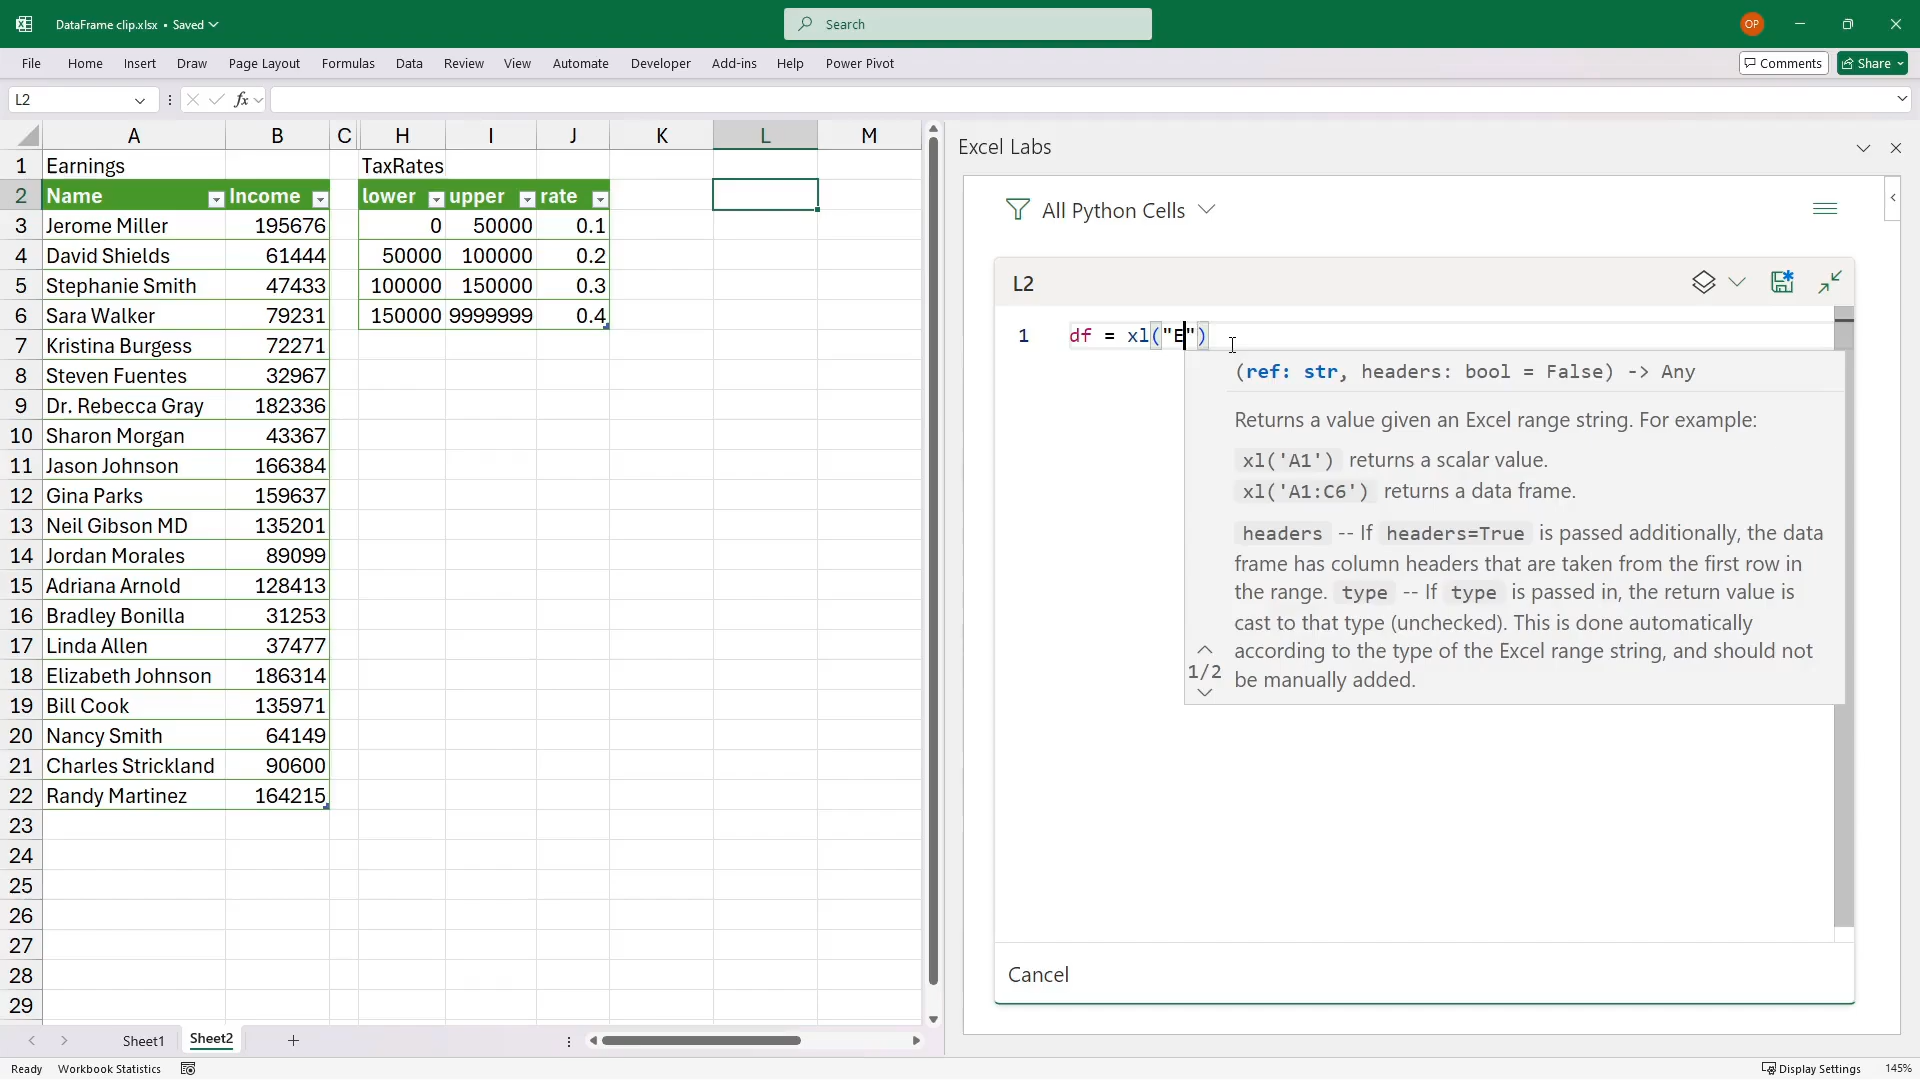 DataFrame clip.xlsx • Saved
Search
OP
File Home Insert Draw Page Layout Formulas Data Review View Automate Developer Add-ins Help Power Pivot
Comments Share
L2 fx
A B C H I J K L M
1 Earnings TaxRates
2 Name Income lower upper rate
3 Jerome Miller 195676 0 50000 0.1
4 David Shields 61444 50000 100000 0.2
5 Stephanie Smith 47433 100000 150000 0.3
6 Sara Walker 79231 150000 9999999 0.4
7 Kristina Burgess 72271
8 Steven Fuentes 32967
9 Dr. Rebecca Gray 182336
10 Sharon Morgan 43367
11 Jason Johnson 166384
12 Gina Parks 159637
13 Neil Gibson MD 135201
14 Jordan Morales 89099
15 Adriana Arnold 128413
16 Bradley Bonilla 31253
17 Linda Allen 37477
18 Elizabeth Johnson 186314
19 Bill Cook 135971
20 Nancy Smith 64149
21 Charles Strickland 90600
22 Randy Martinez 164215
23
24
25
26
27
28
29
Sheet1 Sheet2
Excel Labs
All Python Cells
L2
1 df = xl("E")
(ref: str, headers: bool = False) -> Any
Returns a value given an Excel range string. For example:
xl('A1') returns a scalar value.
xl('A1:C6') returns a data frame.
headers -- If headers=True is passed additionally, the data
frame has column headers that are taken from the first row in
the range. type -- If type is passed in, the return value is
cast to that type (unchecked). This is done automatically
according to the type of the Excel range string, and should not
1/2
be manually added.
Cancel
Ready Workbook Statistics Display Settings 145%